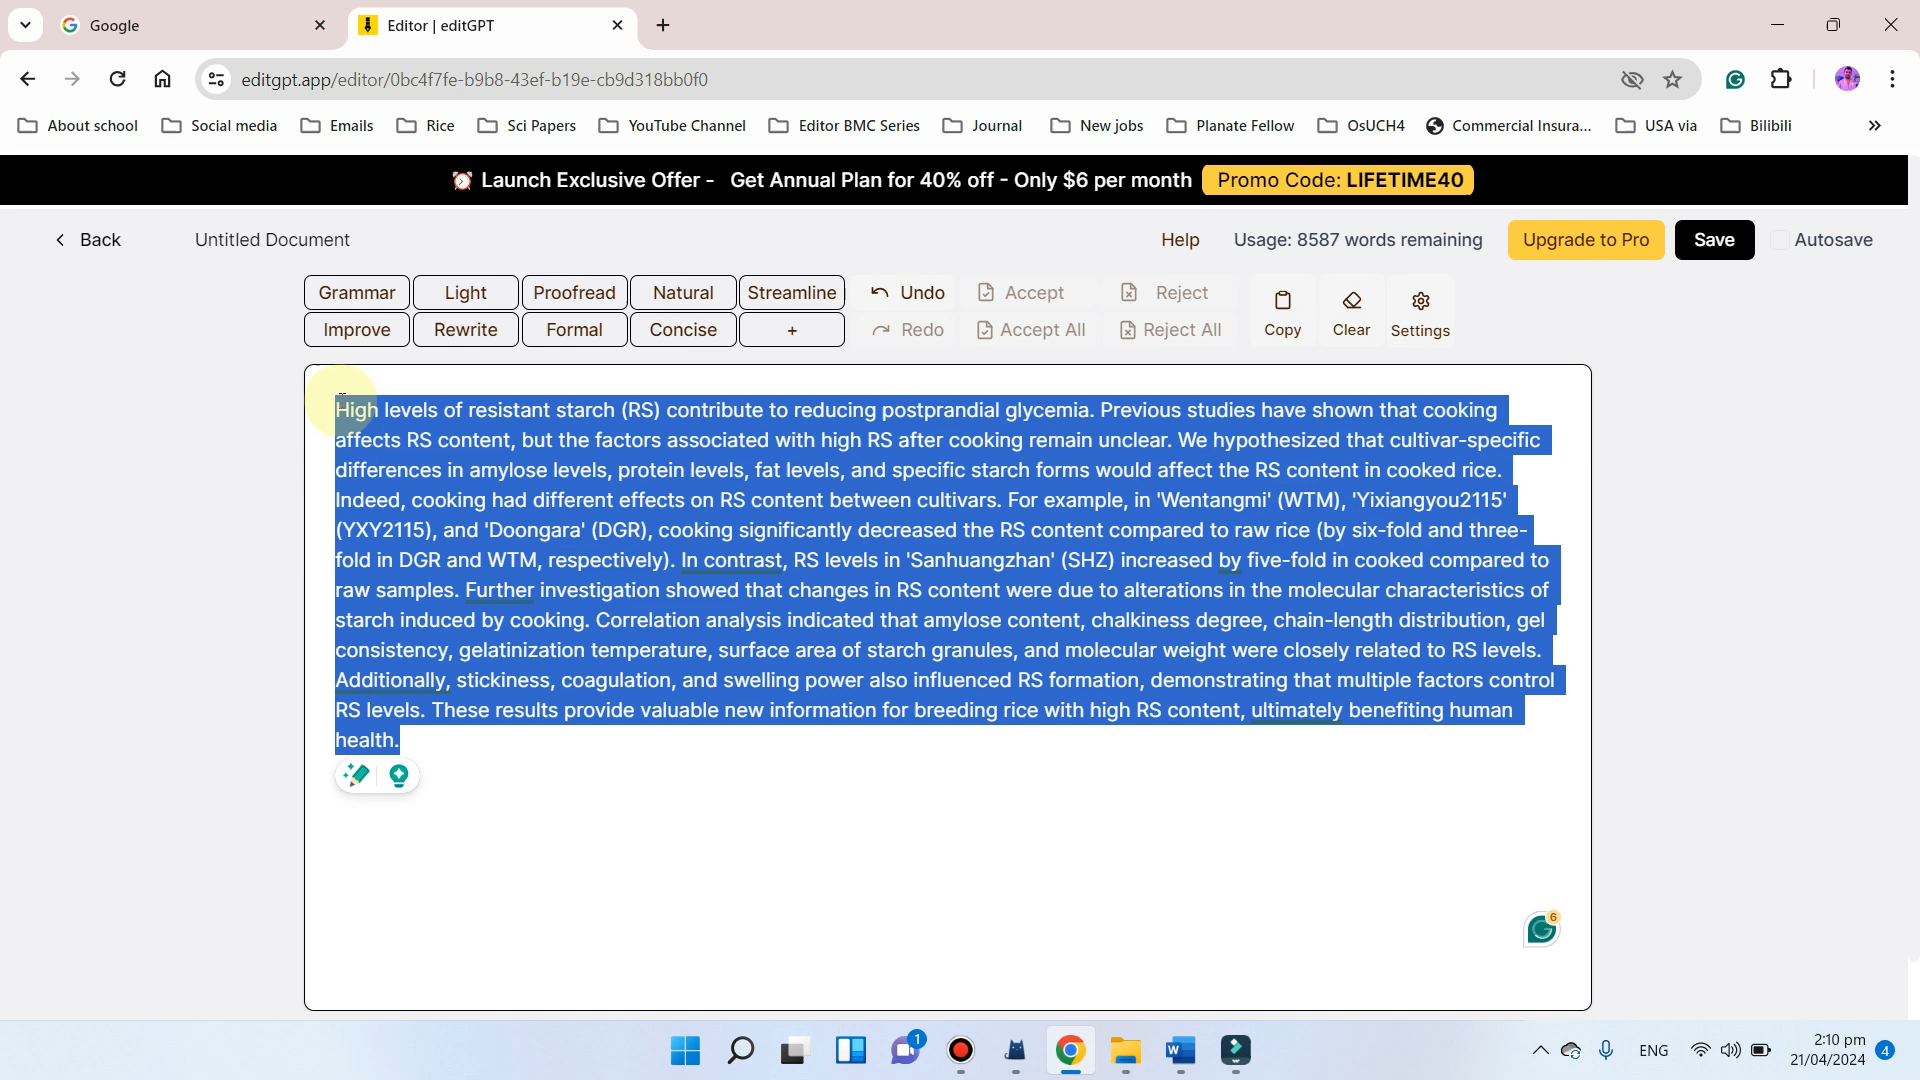 Google
Editor | editGPT
editgpt.app/editor/0bc4f7fe-b9b8-43ef-b19e-cb9d318bb0f0
About school Social media Emails Rice Sci Papers YouTube Channel Editor BMC Series Journal New jobs Planate Fellow OsUCH4 Commercial Insura... USA via Bilibili
Launch Exclusive Offer - Get Annual Plan for 40% off - Only $6 per month Promo Code: LIFETIME40
Back Untitled Document Help Usage: 8587 words remaining Upgrade to Pro Save Autosave
Grammar Light Proofread Natural Streamline Undo Accept Reject
Improve Rewrite Formal Concise + Redo Accept All Reject All Copy Clear Settings
High levels of resistant starch (RS) contribute to reducing postprandial glycemia. Previous studies have shown that cooking
affects RS content, but the factors associated with high RS after cooking remain unclear. We hypothesized that cultivar-specific
differences in amylose levels, protein levels, fat levels, and specific starch forms would affect the RS content in cooked rice.
Indeed, cooking had different effects on RS content between cultivars. For example, in 'Wentangmi' (WTM), 'Yixiangyou2115'
(YXY2115), and 'Doongara' (DGR), cooking significantly decreased the RS content compared to raw rice (by six-fold and three-
fold in DGR and WTM, respectively). In contrast, RS levels in 'Sanhuangzhan' (SHZ) increased by five-fold in cooked compared to
raw samples. Further investigation showed that changes in RS content were due to alterations in the molecular characteristics of
starch induced by cooking. Correlation analysis indicated that amylose content, chalkiness degree, chain-length distribution, gel
consistency, gelatinization temperature, surface area of starch granules, and molecular weight were closely related to RS levels.
Additionally, stickiness, coagulation, and swelling power also influenced RS formation, demonstrating that multiple factors control
RS levels. These results provide valuable new information for breeding rice with high RS content, ultimately benefiting human
health.
6
1
ENG
2:10 pm
21/04/2024
4